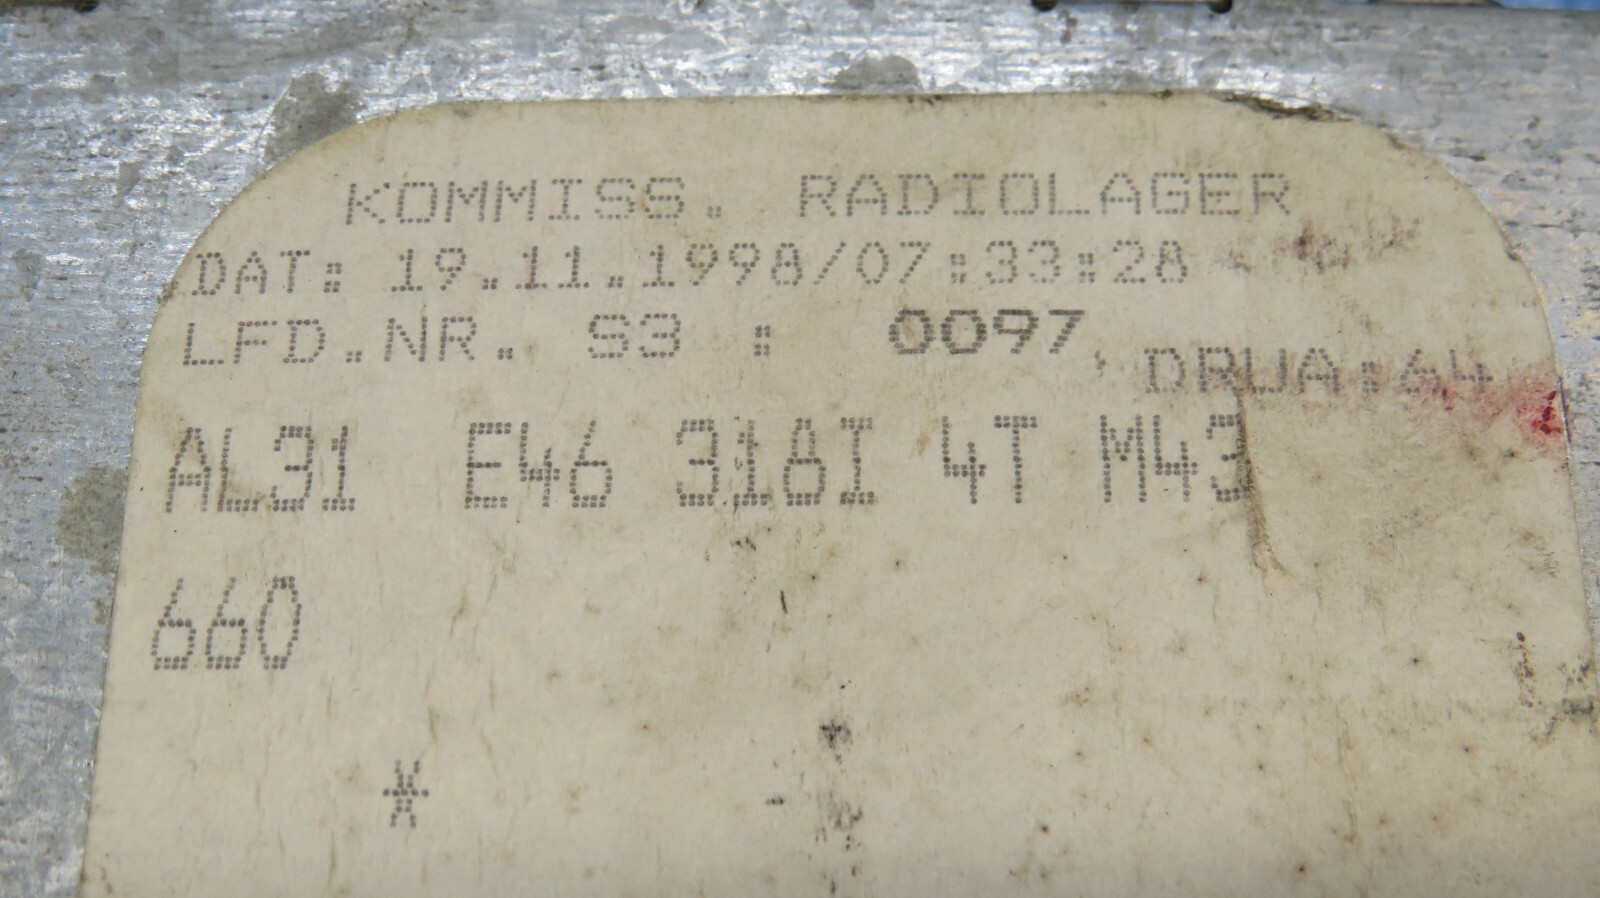 KOMMISS. RADIOLAGER
DAT: 19.11.1998/07:33:28
LFD.NR. S3 : 0097
DRUA:A4
AL31 E46 318I 4T M43
660
*